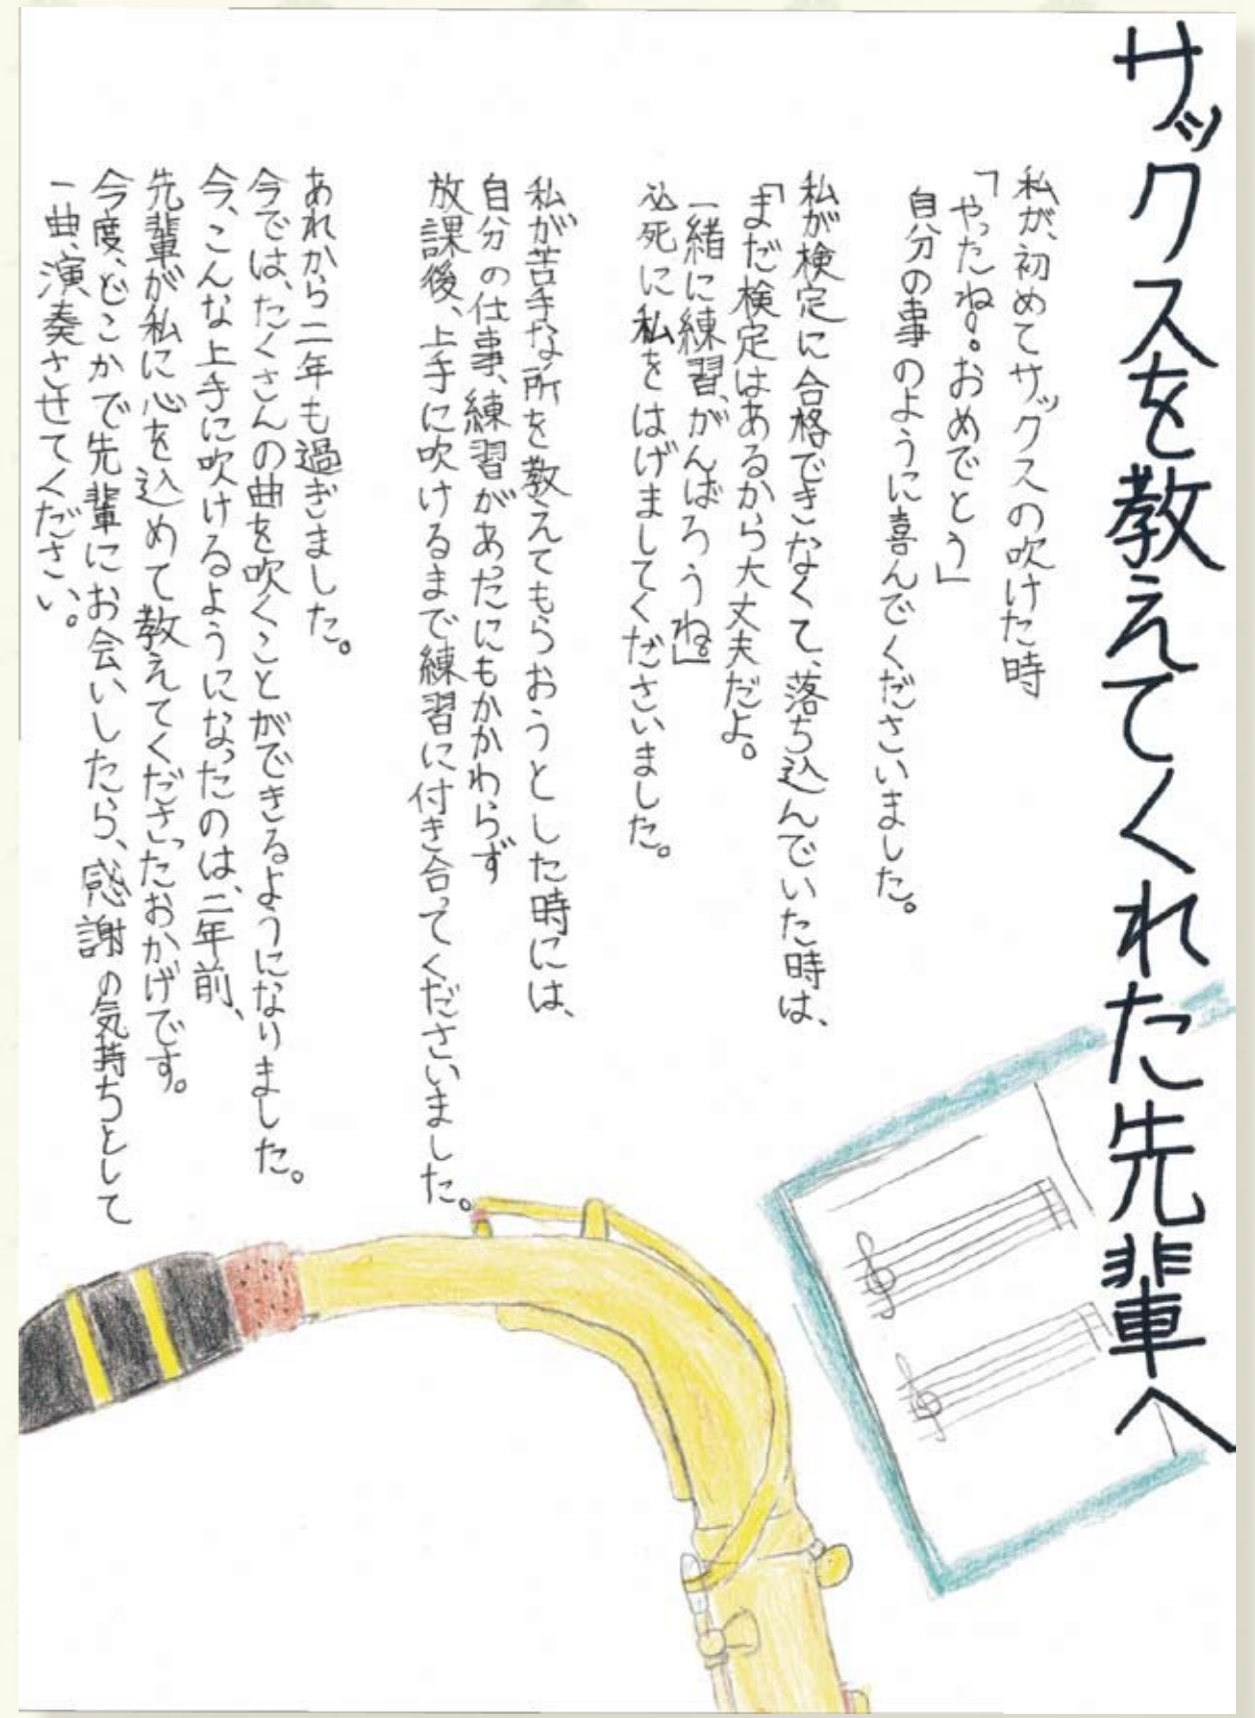 サックスを教えてくれた先輩へ
私が、初めてサックスの吹けた時
「やったね。おめでとう」
自分の事のように喜んでくださいました。
私が検定に合格できなくて、落ち込んでいた時は、
「まだ検定はあるから大丈夫だよ。
一緒に練習、がんばろうね」
必死に私をはげましてくださいました。
私が苦手な所を教えてもらおうとした時には、
自分の仕事、練習があったにもかかわらず
放課後、上手に吹けるまで練習に付き合ってくださいました。
あれから二年も過ぎました。
今では、たくさんの曲を吹くことができるようになりました。
今、こんな上手に吹けるようになったのは、二年前、
先輩が私に心を込めて教えてくださったおかげです。
今度、どこかで先輩にお会いしたら、感謝の気持ちとして
一曲、演奏させてください。